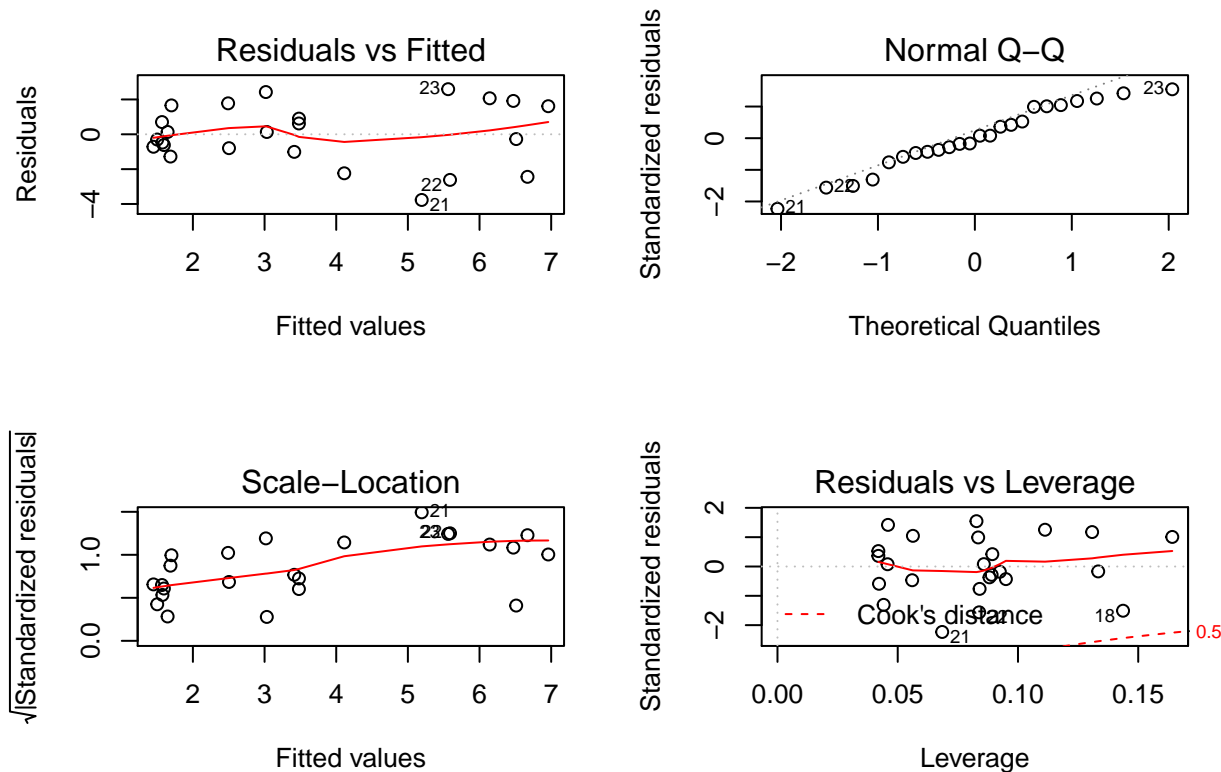 Residuals vs Fitted
Residuals
0
−4
23
22
21
2 3 4 5 6 7
Fitted values
Normal Q−Q
Standardized residuals
0
−2
21
22
23
−2 −1 0 1 2
Theoretical Quantiles
Scale−Location
√|Standardized residuals|
1.0
0.0
21
2 3 4 5 6 7
Fitted values
Residuals vs Leverage
Standardized residuals
2
0
−2
Cook's distance
22
18
21
0.5
0.00 0.05 0.10 0.15
Leverage